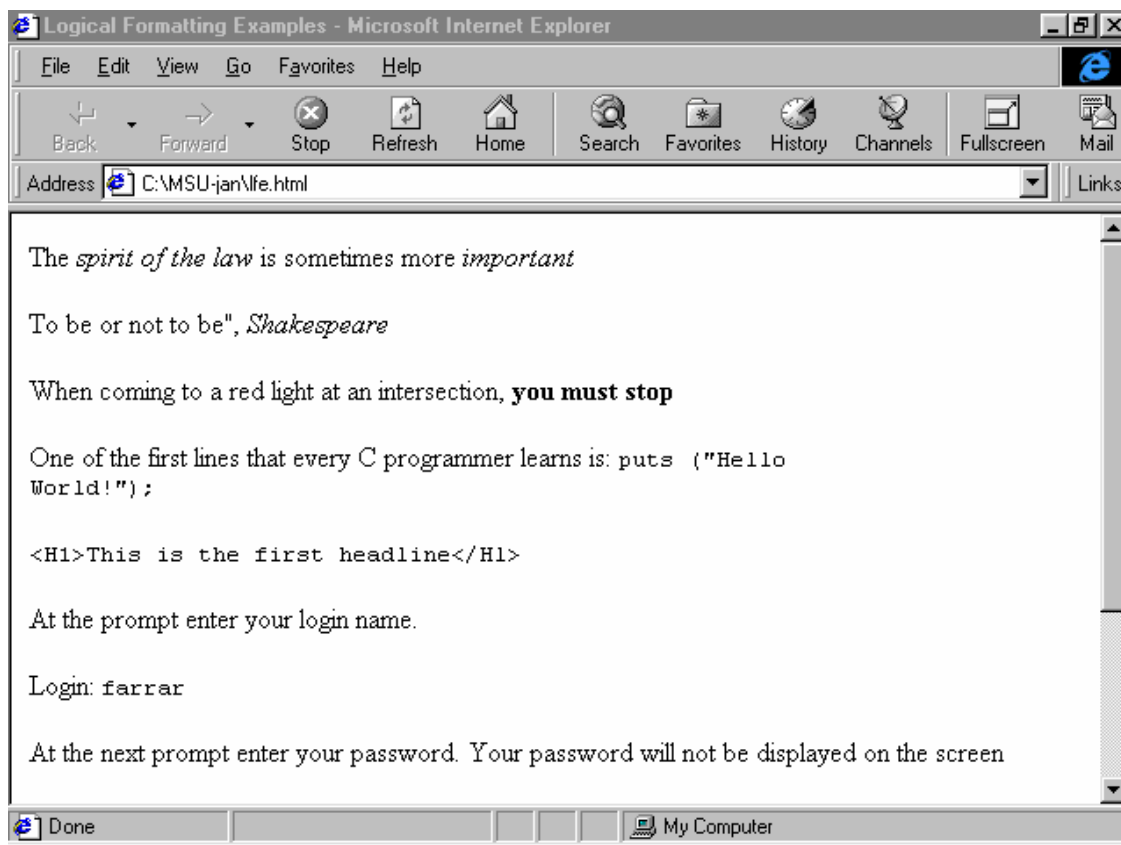 Logical Formatting Examples - Microsoft Internet Explorer
File Edit View Go Favorites Help
Back Forward Stop Refresh Home Search Favorites History Channels Fullscreen Mail
Address C:\MSU-jan\lfe.html Links
The spirit of the law is sometimes more important
To be or not to be", Shakespeare
When coming to a red light at an intersection, you must stop
One of the first lines that every C programmer learns is: puts ("Hello
World!");
<H1>This is the first headline</H1>
At the prompt enter your login name.
Login: farrar
At the next prompt enter your password. Your password will not be displayed on the screen
Done My Computer